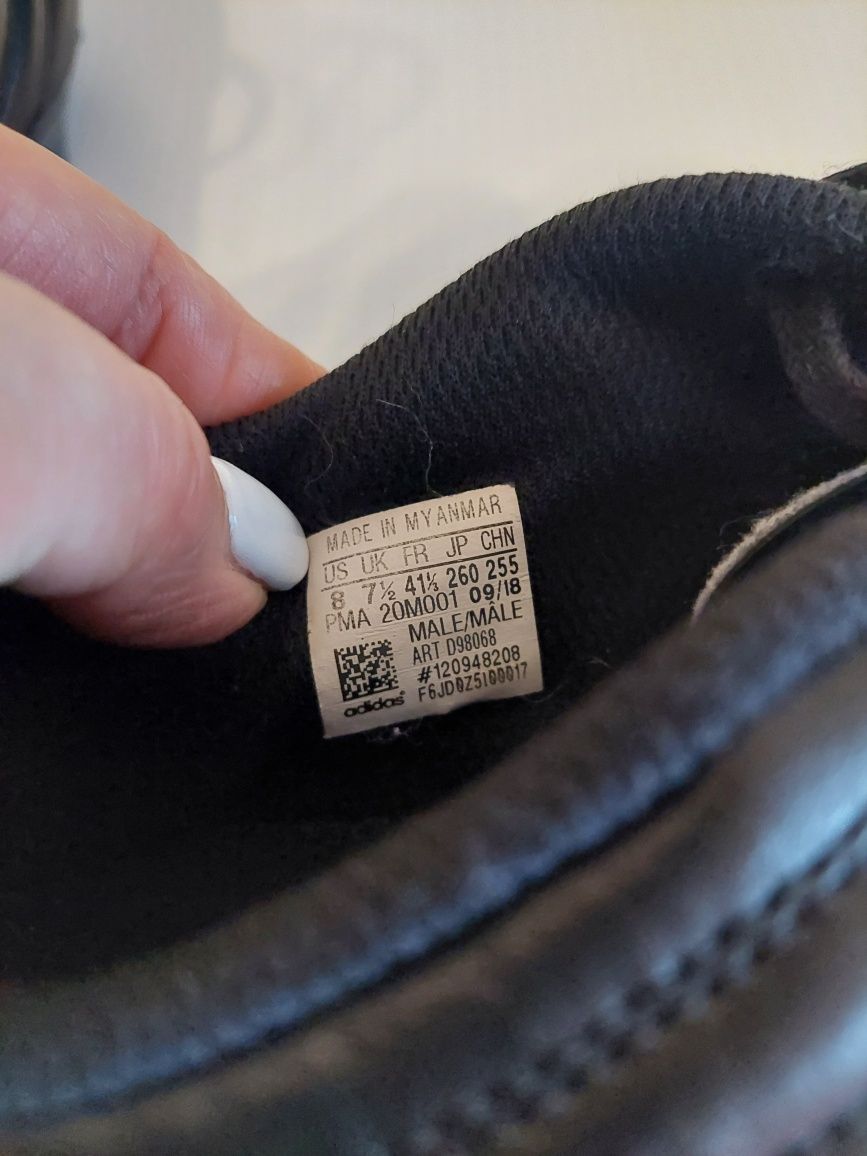 MADE IN MYANMAR
US UK FR JP CHN
8 7½ 41⅓ 260 255
PMA 20M001 09/18
MALE/MÂLE
ART D98068
#120948208
F6JD0Z5I00017
adidas